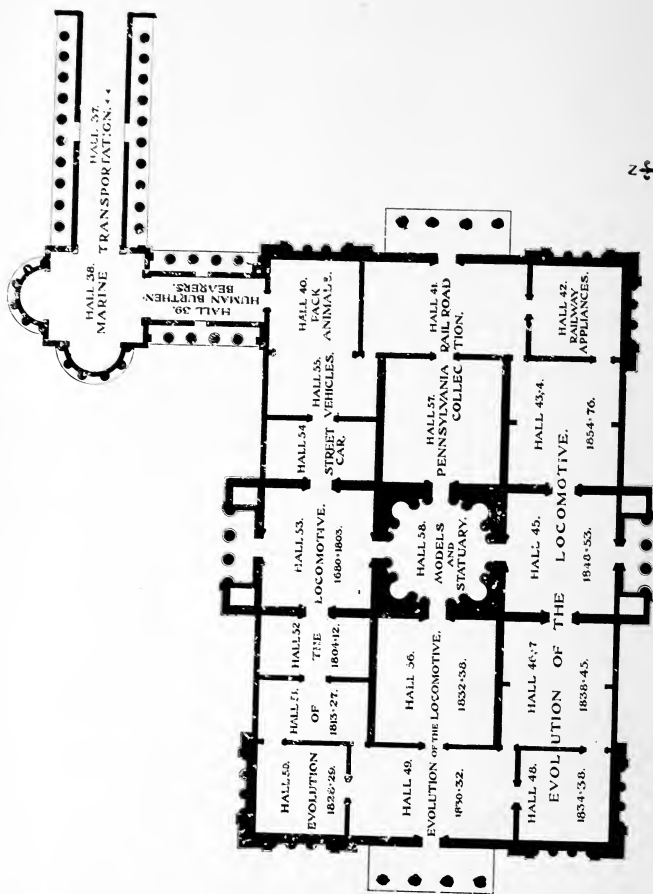 HALL 37.
TRANSPORTATION.
HALL 38.
MARINE
HALL 39.
HUMAN BURTHEN
BEARERS.
HALL 40.
PACK
ANIMALS.
HALL 41.
RAIL ROAD
TION.
HALL 42.
RAILWAY
APPLIANCES.
HALL 55.
VEHICLES.
HALL 54
STREET
CAR.
HALL 57.
PENNSYLVANIA
COLLEC
HALL 43/4.
1854-76.
HALL 53.
LOCOMOTIVE.
1680-1803.
HALL 58.
MODELS
AND
STATUARY.
HALL 45.
LOCOMOTIVE.
1848-53.
HALL 52
THE
1804-12.
HALL 51.
OF
1813-27.
HALL 56.
LOCOMOTIVE.
1832-38.
HALL 46/7
OF THE
1838-45.
HALL 50.
EVOLUTION
1828-29.
HALL 49.
EVOLUTION OF THE
1830-32.
HALL 48.
EVOLUTION
1834-38.
N